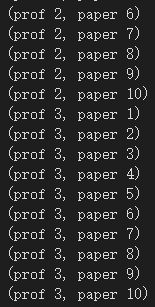 (prof 2, paper 6)
(prof 2, paper 7)
(prof 2, paper 8)
(prof 2, paper 9)
(prof 2, paper 10)
(prof 3, paper 1)
(prof 3, paper 2)
(prof 3, paper 3)
(prof 3, paper 4)
(prof 3, paper 5)
(prof 3, paper 6)
(prof 3, paper 7)
(prof 3, paper 8)
(prof 3, paper 9)
(prof 3, paper 10)